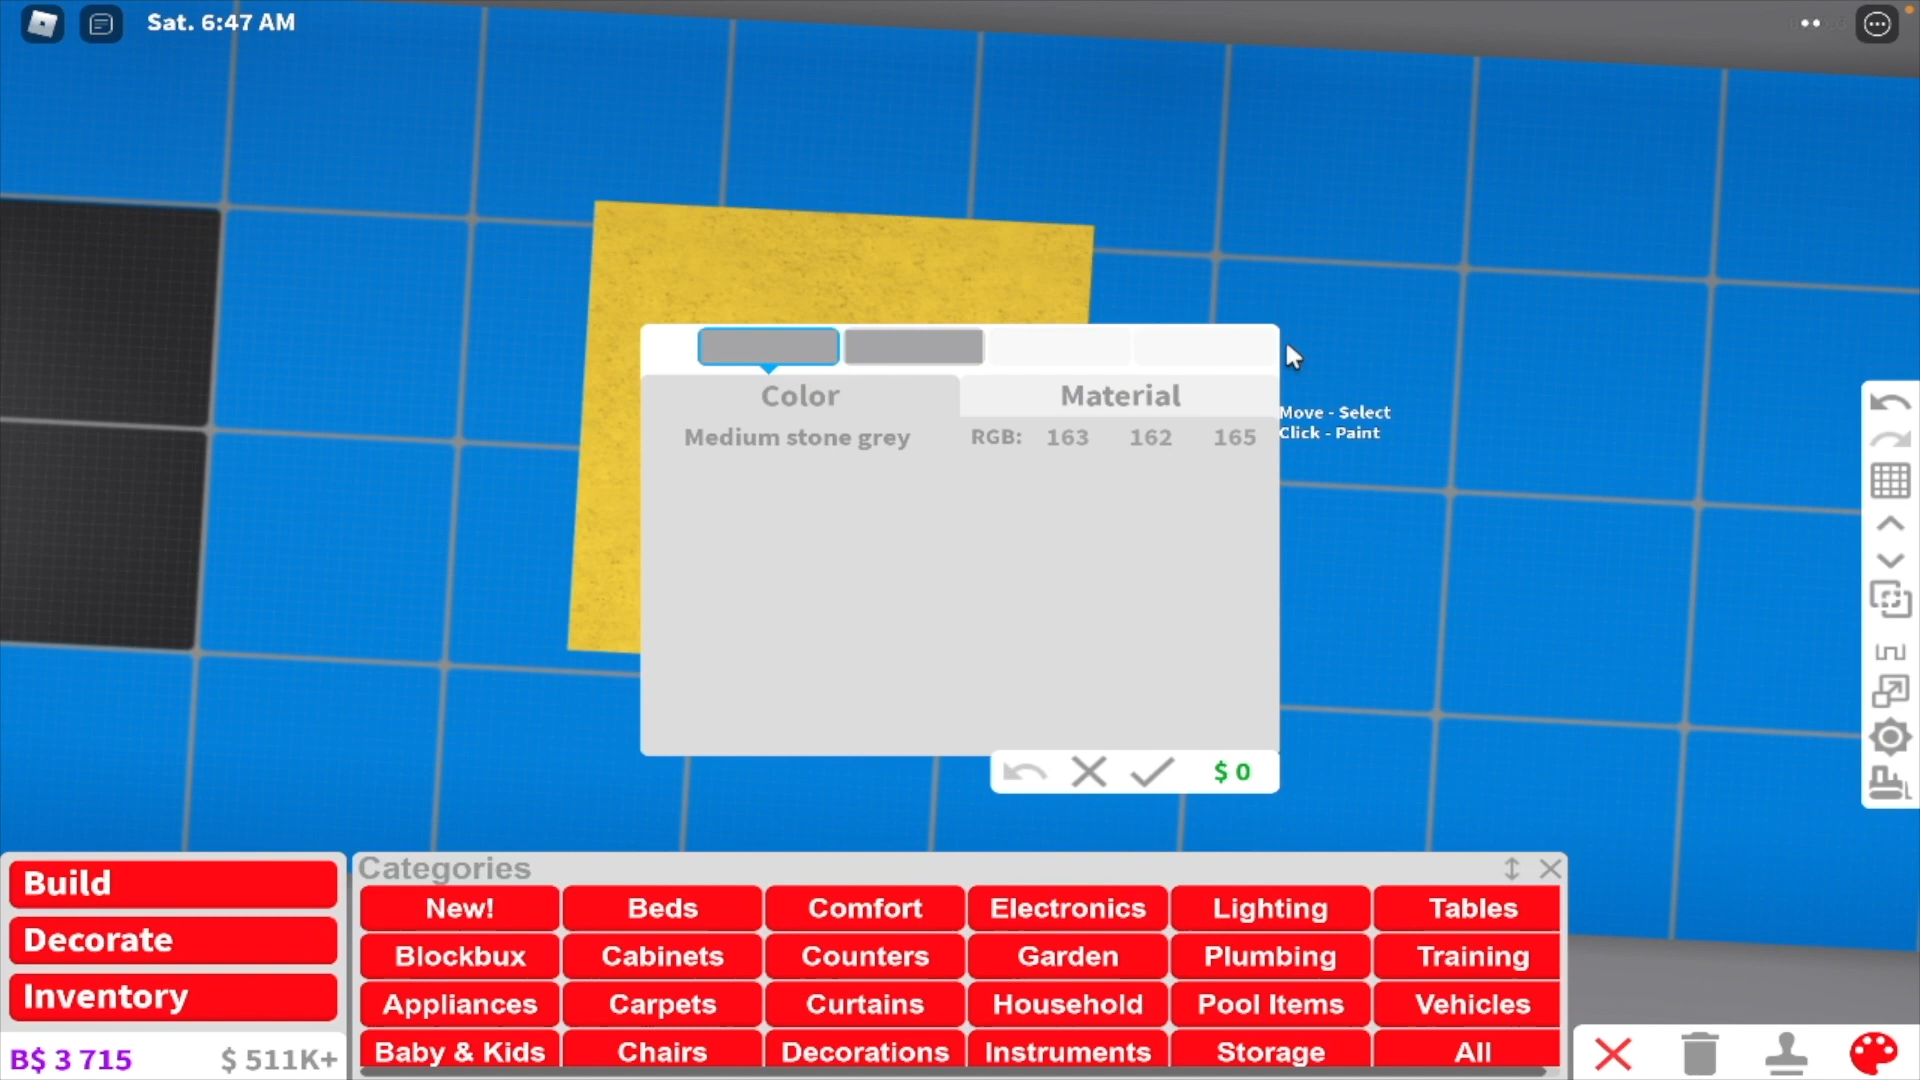 Sat. 6:47 AM
Color
Material
Medium stone grey
RGB: 163 162 165
Move - Select
Click - Paint
$ 0
Build
Decorate
Inventory
B$ 3 715
$ 511K+
Categories
New!
Beds
Comfort
Electronics
Lighting
Tables
Blockbux
Cabinets
Counters
Garden
Plumbing
Training
Appliances
Carpets
Curtains
Household
Pool Items
Vehicles
Baby & Kids
Chairs
Decorations
Instruments
Storage
All